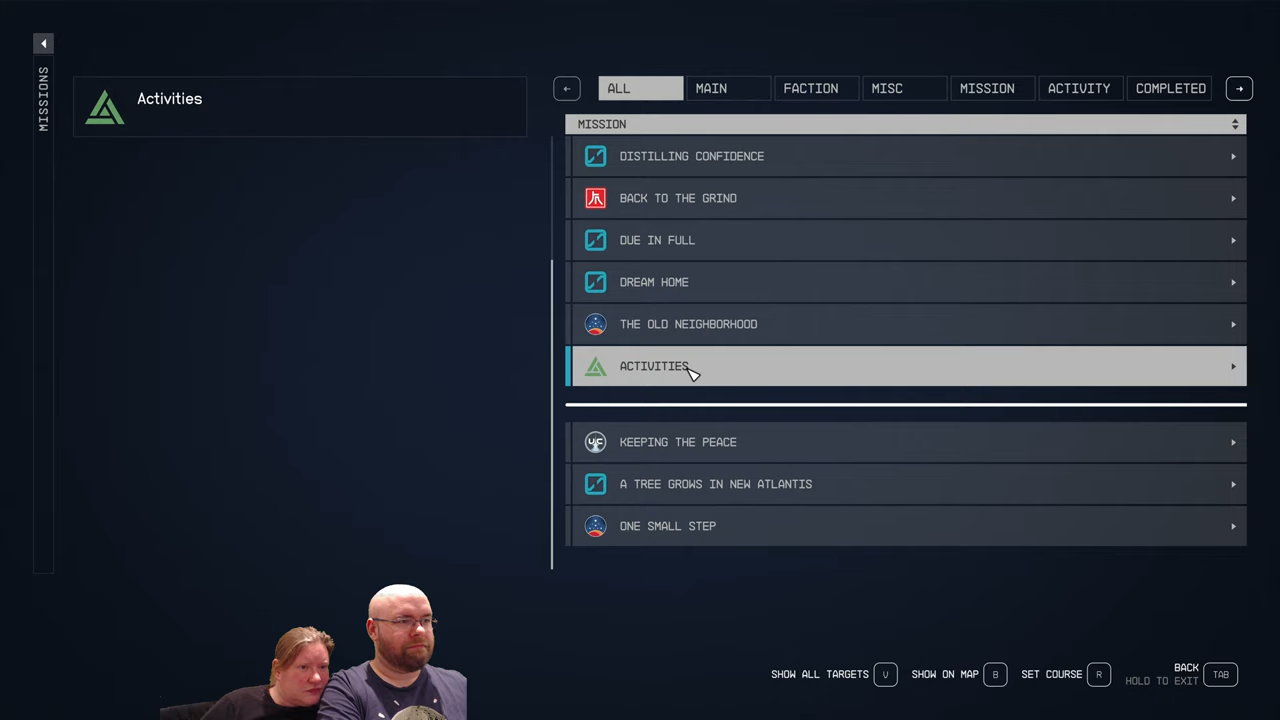 MISSIONS
Activities
ALL
MAIN
FACTION
MISC
MISSION
ACTIVITY
COMPLETED
MISSION
DISTILLING CONFIDENCE
BACK TO THE GRIND
DUE IN FULL
DREAM HOME
THE OLD NEIGHBORHOOD
ACTIVITIES
UC
KEEPING THE PEACE
A TREE GROWS IN NEW ATLANTIS
ONE SMALL STEP
SHOW ALL TARGETS V
SHOW ON MAP B
SET COURSE R
BACK
HOLD TO EXIT
TAB